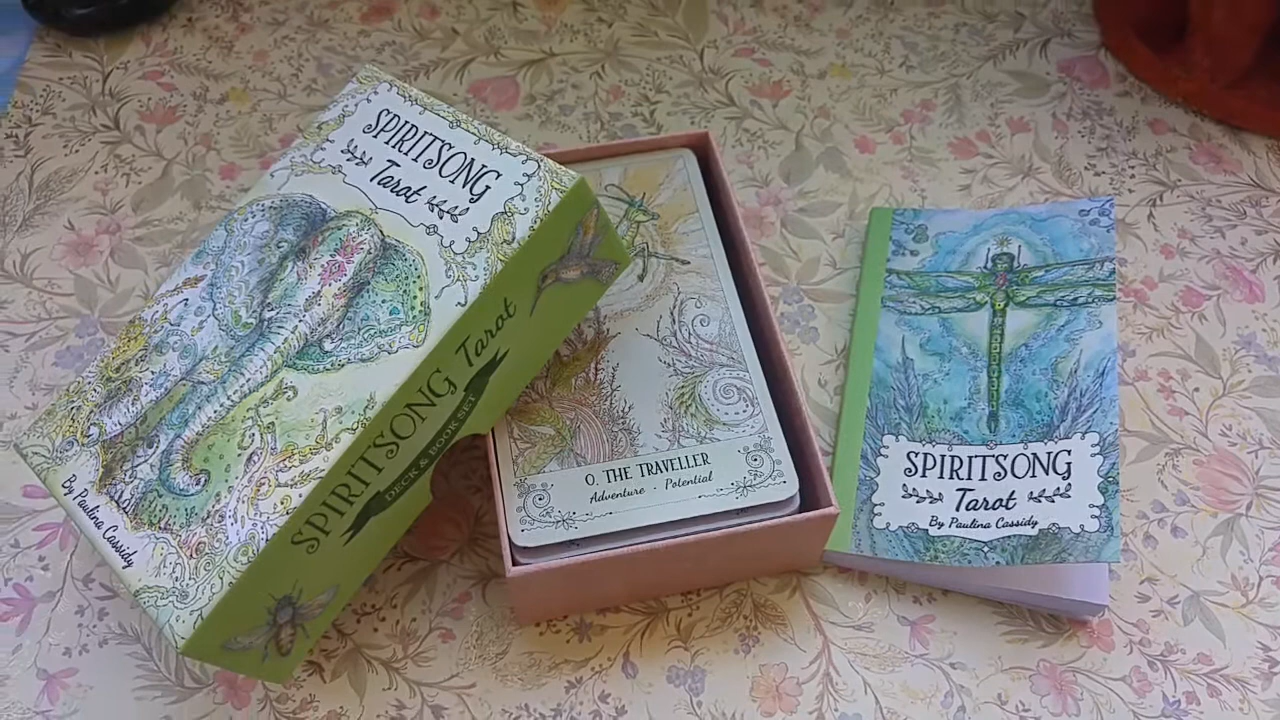 SPIRITSONG
Tarot
By Paulina Cassidy
SPIRITSONG Tarot
DECK & BOOK SET
0. THE TRAVELLER
Adventure - Potential
SPIRITSONG
Tarot
By Paulina Cassidy